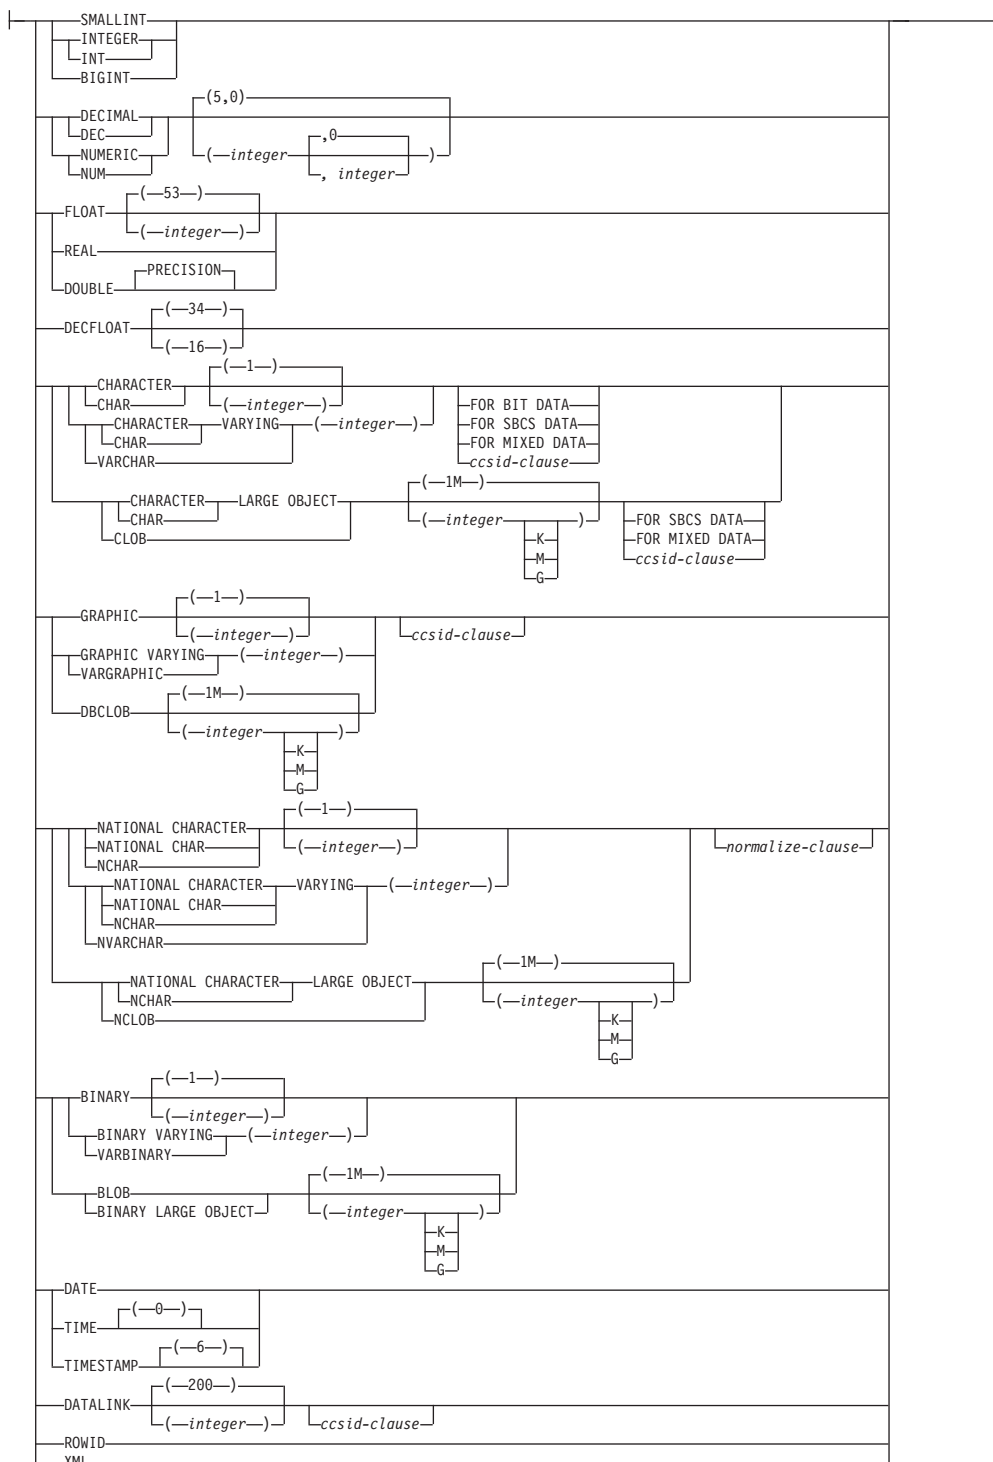 SMALLINT
INTEGER
INT
BIGINT
(5,0)
DECIMAL
DEC ,0
NUMERIC ( integer )
NUM , integer
( 53 )
FLOAT
( integer )
REAL
PRECISION
DOUBLE
( 34 )
DECFLOAT
( 16 )
( 1 )
CHARACTER
CHAR ( integer ) FOR BIT DATA
CHARACTER VARYING ( integer ) FOR SBCS DATA
CHAR FOR MIXED DATA
VARCHAR ccsid-clause
( 1M )
CHARACTER LARGE OBJECT
CHAR ( integer ) FOR SBCS DATA
CLOB K FOR MIXED DATA
M ccsid-clause
G
( 1 )
GRAPHIC
( integer ) ccsid-clause
GRAPHIC VARYING ( integer )
VARGRAPHIC
( 1M )
DBCLOB
( integer )
K
M
G
( 1 )
NATIONAL CHARACTER
NATIONAL CHAR ( integer ) normalize-clause
NCHAR
NATIONAL CHARACTER VARYING ( integer )
NATIONAL CHAR
NCHAR
NVARCHAR
( 1M )
NATIONAL CHARACTER LARGE OBJECT
NCHAR ( integer )
NCLOB K
M
G
( 1 )
BINARY
( integer )
BINARY VARYING ( integer )
VARBINARY
( 1M )
BLOB
BINARY LARGE OBJECT ( integer )
K
M
G
DATE
( 0 )
TIME
( 6 )
TIMESTAMP
( 200 )
DATALINK
( integer ) ccsid-clause
ROWID
XML